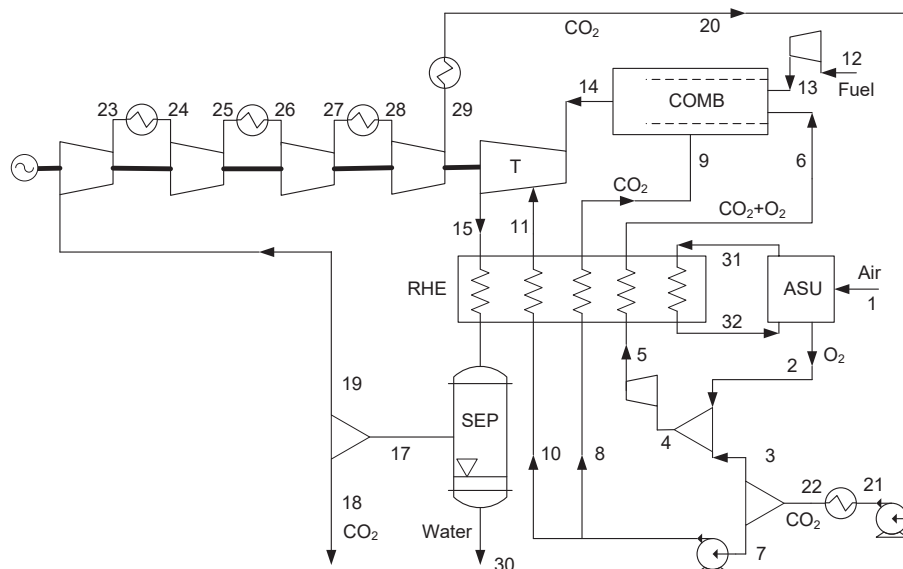 CO₂
20
12
Fuel
13
14
COMB
23
24
25
26
27
28
29
9
6
T
CO₂
CO₂+O₂
15
11
31
Air
1
RHE
ASU
32
O₂
5
2
19
SEP
4
3
17
10
8
22
21
CO₂
18
CO₂
Water
7
30